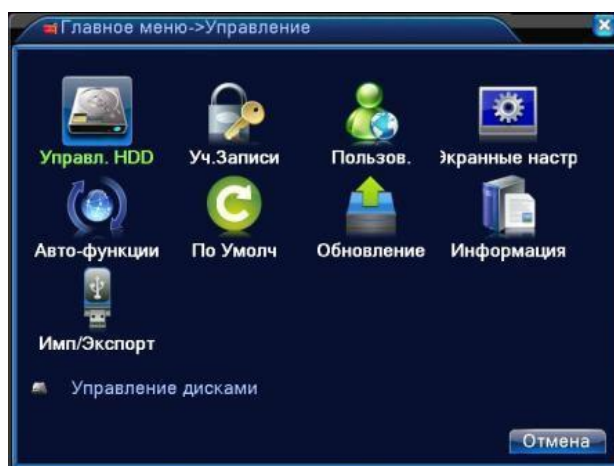 Главное меню->Управление
Управл. HDD Уч.Записи Пользов. Экранные настр
Авто-функции По Умолч Обновление Информация
Имп/Экспорт
Управление дисками
Отмена